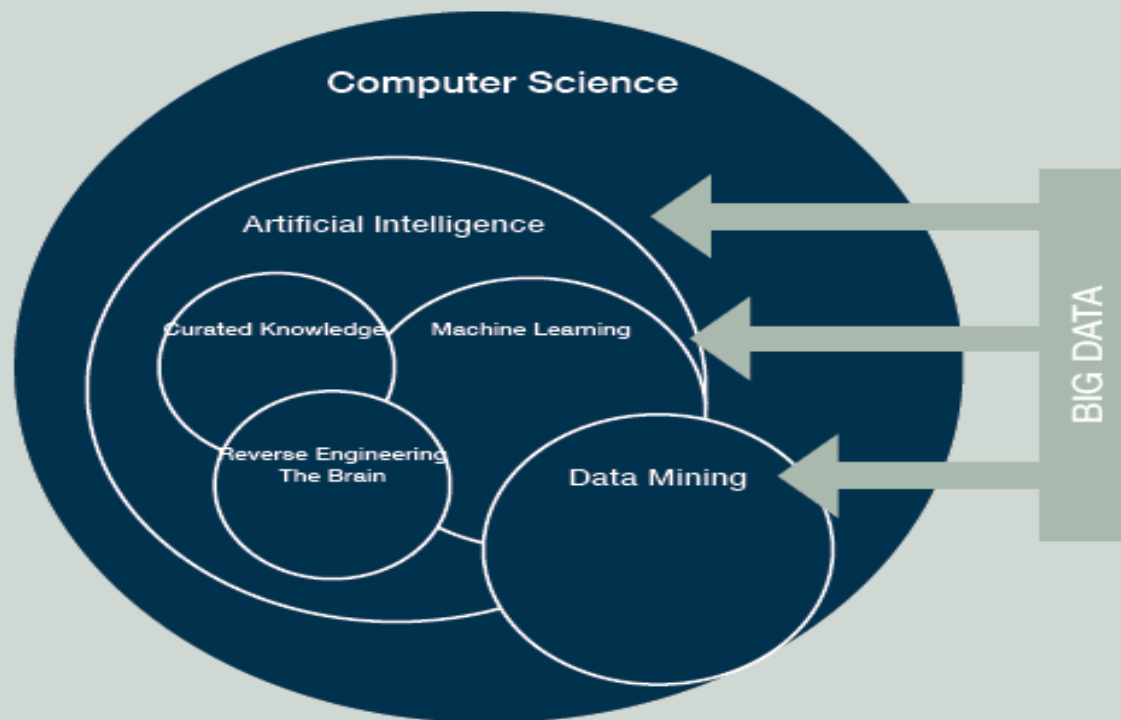 Computer Science
Artificial Intelligence
Curated Knowledge
Machine Learning
Reverse Engineering
The Brain
Data Mining
BIG DATA